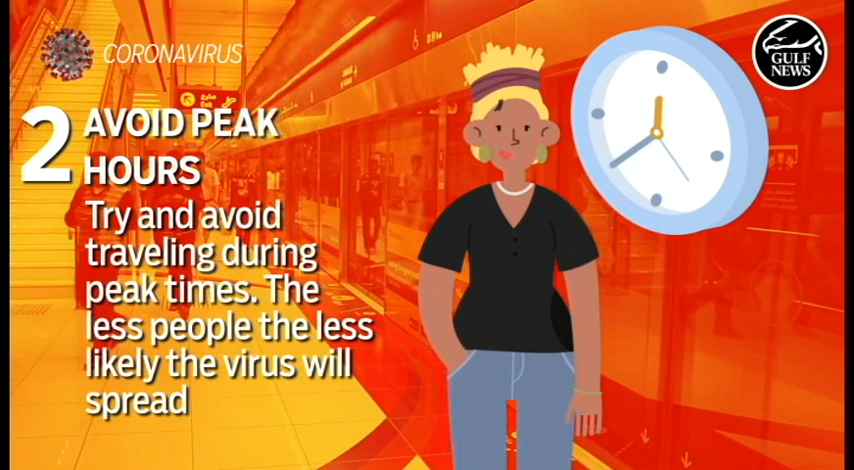 CORONAVIRUS
GULF
NEWS
2
AVOID PEAK
HOURS
Try and avoid
traveling during
peak times. The
less people the less
likely the virus will
spread